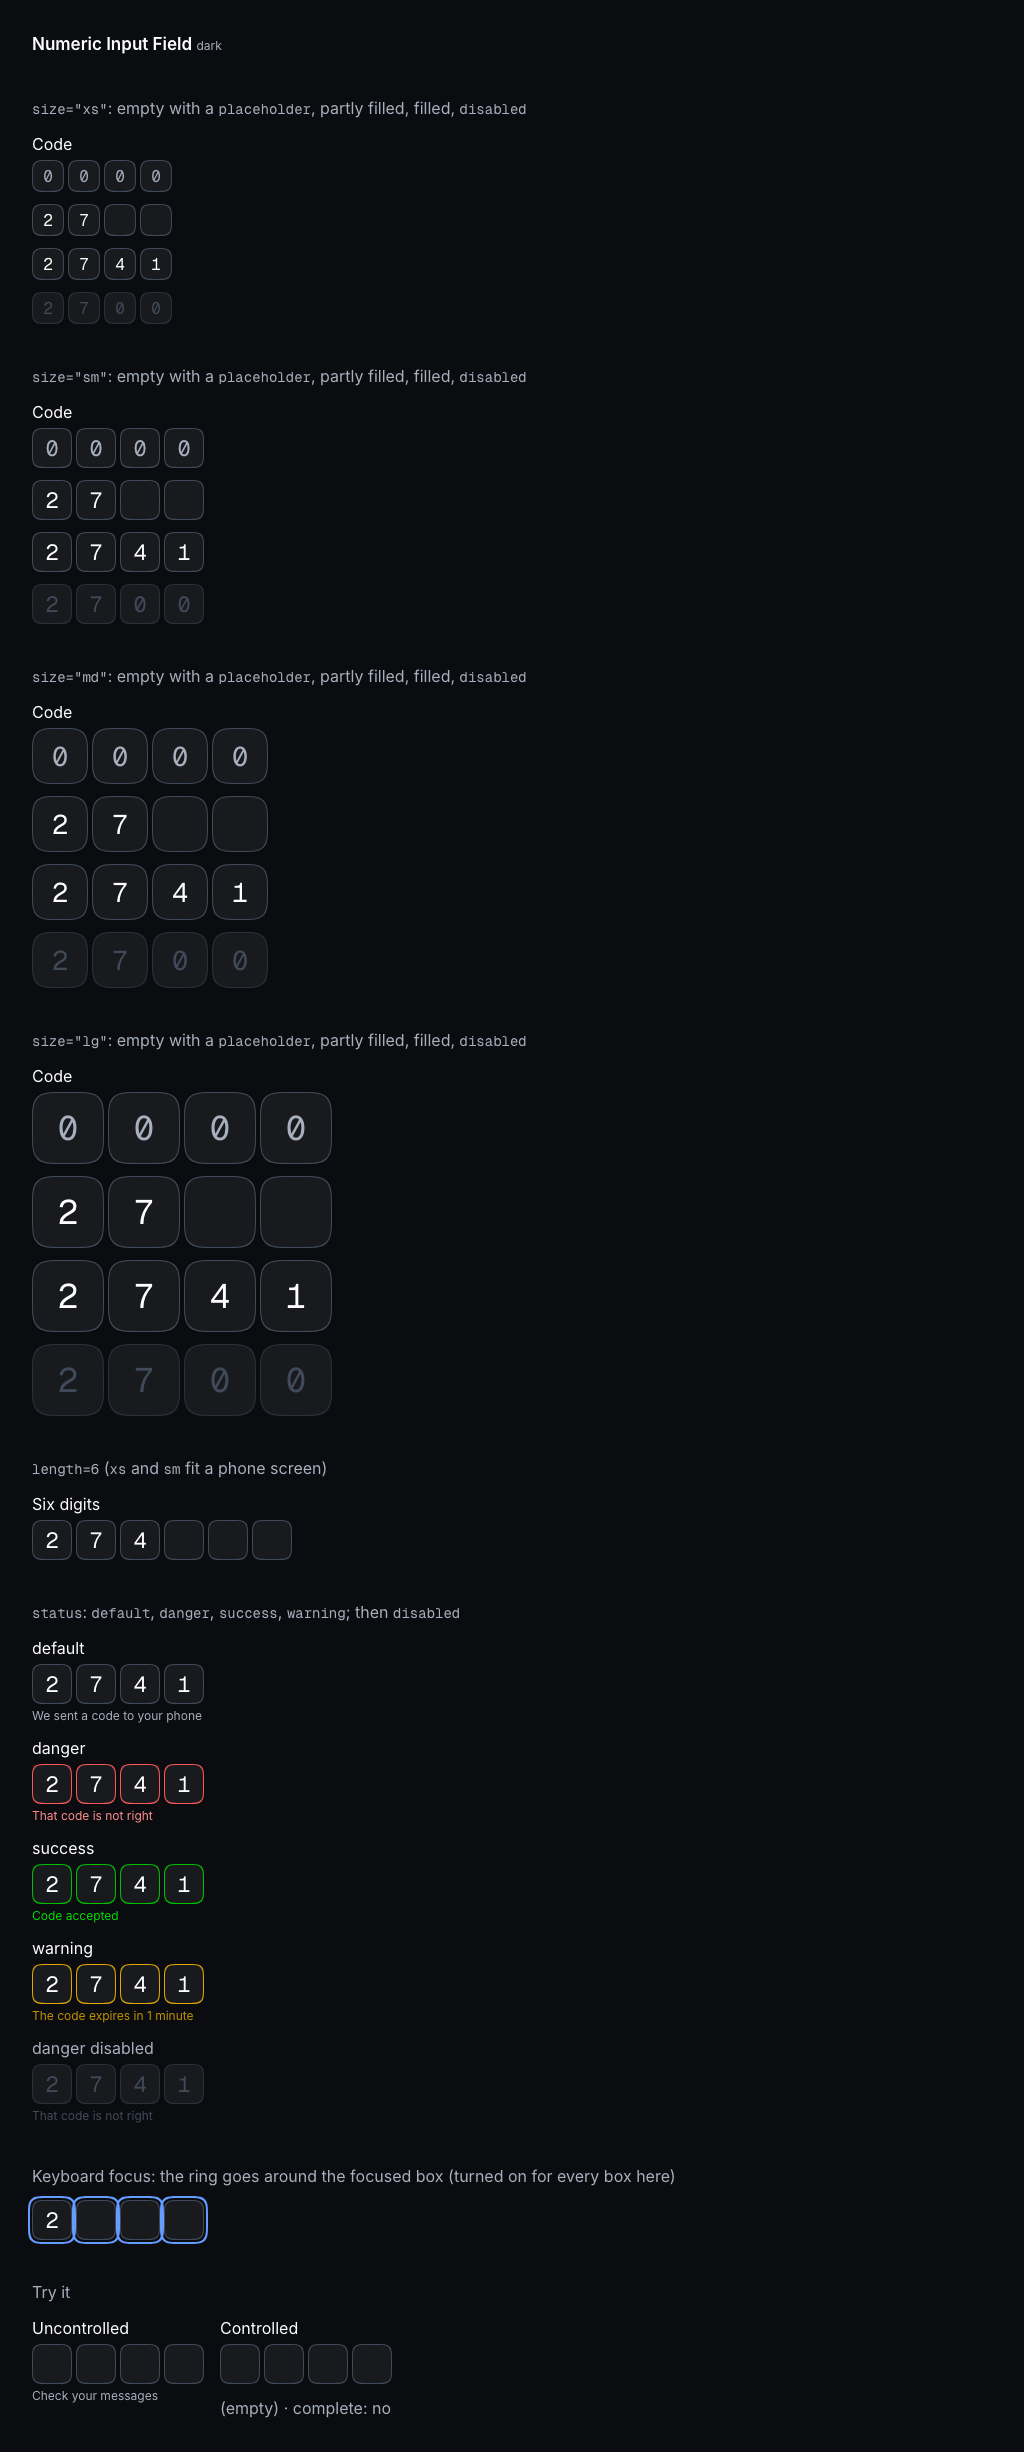 Numeric Input Field dark
size="xs": empty with a placeholder, partly filled, filled, disabled
Code
0 0 0 0
2 7
2 7 4 1
2 7 0 0
size="sm": empty with a placeholder, partly filled, filled, disabled
Code
0 0 0 0
2 7
2 7 4 1
2 7 0 0
size="md": empty with a placeholder, partly filled, filled, disabled
Code
0 0 0 0
2 7
2 7 4 1
2 7 0 0
size="lg": empty with a placeholder, partly filled, filled, disabled
Code
0 0 0 0
2 7
2 7 4 1
2 7 0 0
length=6 (xs and sm fit a phone screen)
Six digits
2 7 4
status: default, danger, success, warning; then disabled
default
2 7 4 1
We sent a code to your phone
danger
2 7 4 1
That code is not right
success
2 7 4 1
Code accepted
warning
2 7 4 1
The code expires in 1 minute
danger disabled
2 7 4 1
That code is not right
Keyboard focus: the ring goes around the focused box (turned on for every box here)
2
Try it
Uncontrolled Controlled
Check your messages
(empty) · complete: no